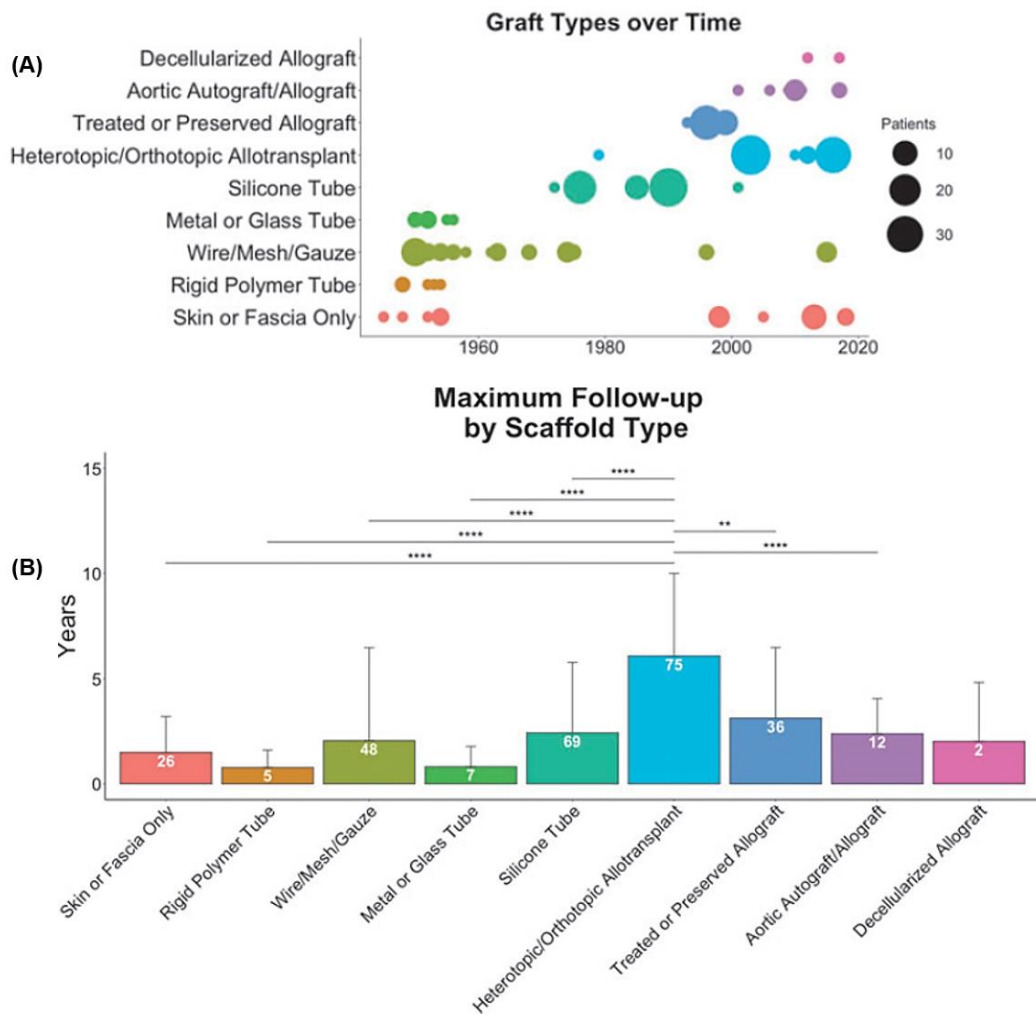 Graft Types over Time
(A)
Decellularized Allograft
Aortic Autograft/Allograft
Treated or Preserved Allograft
Heterotopic/Orthotopic Allotransplant
Silicone Tube
Metal or Glass Tube
Wire/Mesh/Gauze
Rigid Polymer Tube
Skin or Fascia Only
1960 1980 2000 2020
Patients
10
20
30
Maximum Follow-up
by Scaffold Type
(B)
Years
15
10
5
0
****
****
****
**
****
****
****
26 5 48 7 69 75 36 12 2
Skin or Fascia Only
Rigid Polymer Tube
Wire/Mesh/Gauze
Metal or Glass Tube
Silicone Tube
Heterotopic/Orthotopic Allotransplant
Treated or Preserved Allograft
Aortic Autograft/Allograft
Decellularized Allograft